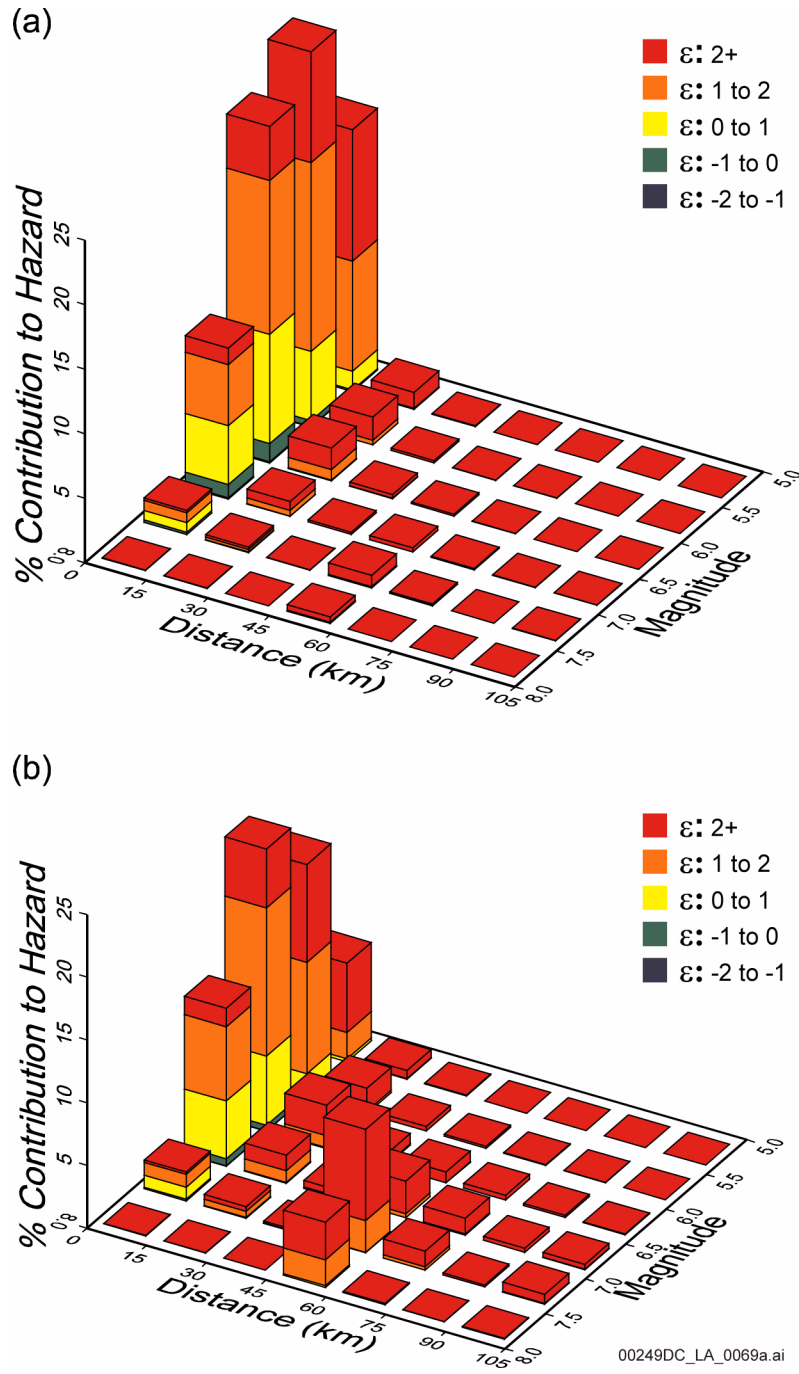 (a)
ε: 2+
ε: 1 to 2
ε: 0 to 1
ε: -1 to 0
ε: -2 to -1
% Contribution to Hazard
25
20
15
10
5
0.8
0
15
30
45
60
75
90
105
Distance (km)
5.0
5.5
6.0
6.5
7.0
7.5
8.0
Magnitude
(b)
ε: 2+
ε: 1 to 2
ε: 0 to 1
ε: -1 to 0
ε: -2 to -1
% Contribution to Hazard
25
20
15
10
5
0.8
0
15
30
45
60
75
90
105
Distance (km)
5.0
5.5
6.0
6.5
7.0
7.5
8.0
Magnitude
00249DC_LA_0069a.ai